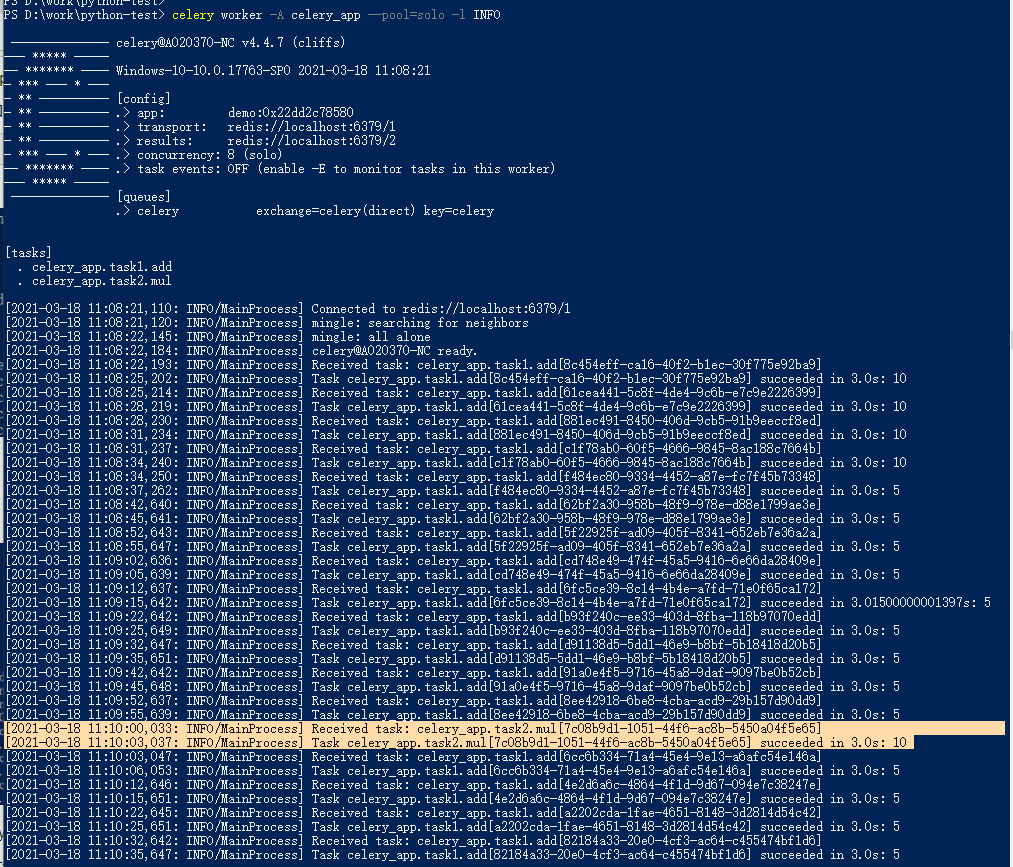 PS D:\work\python-test>
PS D:\work\python-test> celery worker -A celery_app --pool=solo -l INFO
-------------- celery@A020370-NC v4.4.7 (cliffs)
--- ***** -----
-- ******* ---- Windows-10-10.0.17763-SP0 2021-03-18 11:08:21
- *** --- * ---
- ** ---------- [config]
- ** ---------- .> app:         demo:0x22dd2c78580
- ** ---------- .> transport:   redis://localhost:6379/1
- ** ---------- .> results:     redis://localhost:6379/2
- *** --- * --- .> concurrency: 8 (solo)
-- ******* ---- .> task events: OFF (enable -E to monitor tasks in this worker)
--- ***** -----
-------------- [queues]
.> celery           exchange=celery(direct) key=celery
[tasks]
. celery_app.task1.add
. celery_app.task2.mul
[2021-03-18 11:08:21,110: INFO/MainProcess] Connected to redis://localhost:6379/1
[2021-03-18 11:08:21,120: INFO/MainProcess] mingle: searching for neighbors
[2021-03-18 11:08:22,145: INFO/MainProcess] mingle: all alone
[2021-03-18 11:08:22,184: INFO/MainProcess] celery@A020370-NC ready.
[2021-03-18 11:08:22,193: INFO/MainProcess] Received task: celery_app.task1.add[8c454eff-ca16-40f2-b1ec-30f775e92ba9]
[2021-03-18 11:08:25,202: INFO/MainProcess] Task celery_app.task1.add[8c454eff-ca16-40f2-b1ec-30f775e92ba9] succeeded in 3.0s: 10
[2021-03-18 11:08:25,214: INFO/MainProcess] Received task: celery_app.task1.add[61cea441-5c8f-4de4-9c6b-e7c9e2226399]
[2021-03-18 11:08:28,219: INFO/MainProcess] Task celery_app.task1.add[61cea441-5c8f-4de4-9c6b-e7c9e2226399] succeeded in 3.0s: 10
[2021-03-18 11:08:28,230: INFO/MainProcess] Received task: celery_app.task1.add[881ec491-8450-406d-9cb5-91b9eeccf8ed]
[2021-03-18 11:08:31,234: INFO/MainProcess] Task celery_app.task1.add[881ec491-8450-406d-9cb5-91b9eeccf8ed] succeeded in 3.0s: 10
[2021-03-18 11:08:31,237: INFO/MainProcess] Received task: celery_app.task1.add[c1f78ab0-60f5-4666-9845-8ac188c7664b]
[2021-03-18 11:08:34,240: INFO/MainProcess] Task celery_app.task1.add[c1f78ab0-60f5-4666-9845-8ac188c7664b] succeeded in 3.0s: 10
[2021-03-18 11:08:34,250: INFO/MainProcess] Received task: celery_app.task1.add[f484ec80-9334-4452-a87e-fc7f45b73348]
[2021-03-18 11:08:37,262: INFO/MainProcess] Task celery_app.task1.add[f484ec80-9334-4452-a87e-fc7f45b73348] succeeded in 3.0s: 5
[2021-03-18 11:08:42,640: INFO/MainProcess] Received task: celery_app.task1.add[62bf2a30-958b-48f9-978e-d88e1799ae3e]
[2021-03-18 11:08:45,641: INFO/MainProcess] Task celery_app.task1.add[62bf2a30-958b-48f9-978e-d88e1799ae3e] succeeded in 3.0s: 5
[2021-03-18 11:08:52,643: INFO/MainProcess] Received task: celery_app.task1.add[5f22925f-ad09-405f-8341-652eb7e36a2a]
[2021-03-18 11:08:55,647: INFO/MainProcess] Task celery_app.task1.add[5f22925f-ad09-405f-8341-652eb7e36a2a] succeeded in 3.0s: 5
[2021-03-18 11:09:02,636: INFO/MainProcess] Received task: celery_app.task1.add[cd748e49-474f-45a5-9416-6e66da28409e]
[2021-03-18 11:09:05,639: INFO/MainProcess] Task celery_app.task1.add[cd748e49-474f-45a5-9416-6e66da28409e] succeeded in 3.0s: 5
[2021-03-18 11:09:12,637: INFO/MainProcess] Received task: celery_app.task1.add[6fc5ce39-8c14-4b4e-a7fd-71e0f65ca172]
[2021-03-18 11:09:15,642: INFO/MainProcess] Task celery_app.task1.add[6fc5ce39-8c14-4b4e-a7fd-71e0f65ca172] succeeded in 3.01500000001397s: 5
[2021-03-18 11:09:22,642: INFO/MainProcess] Received task: celery_app.task1.add[b93f240c-ee33-403d-8fba-118b97070edd]
[2021-03-18 11:09:25,649: INFO/MainProcess] Task celery_app.task1.add[b93f240c-ee33-403d-8fba-118b97070edd] succeeded in 3.0s: 5
[2021-03-18 11:09:32,647: INFO/MainProcess] Received task: celery_app.task1.add[d91138d5-5dd1-46e9-b8bf-5b18418d20b5]
[2021-03-18 11:09:35,651: INFO/MainProcess] Task celery_app.task1.add[d91138d5-5dd1-46e9-b8bf-5b18418d20b5] succeeded in 3.0s: 5
[2021-03-18 11:09:42,642: INFO/MainProcess] Received task: celery_app.task1.add[91a0e4f5-9716-45a8-9daf-9097be0b52cb]
[2021-03-18 11:09:45,648: INFO/MainProcess] Task celery_app.task1.add[91a0e4f5-9716-45a8-9daf-9097be0b52cb] succeeded in 3.0s: 5
[2021-03-18 11:09:52,637: INFO/MainProcess] Received task: celery_app.task1.add[8ee42918-6be8-4cba-acd9-29b157d90dd9]
[2021-03-18 11:09:55,639: INFO/MainProcess] Task celery_app.task1.add[8ee42918-6be8-4cba-acd9-29b157d90dd9] succeeded in 3.0s: 5
[2021-03-18 11:10:00,033: INFO/MainProcess] Received task: celery_app.task2.mul[7c08b9d1-1051-44f6-ac8b-5450a04f5e65]
[2021-03-18 11:10:03,037: INFO/MainProcess] Task celery_app.task2.mul[7c08b9d1-1051-44f6-ac8b-5450a04f5e65] succeeded in 3.0s: 10
[2021-03-18 11:10:03,047: INFO/MainProcess] Received task: celery_app.task1.add[6cc6b334-71a4-45e4-9e13-a6afc54e146a]
[2021-03-18 11:10:06,053: INFO/MainProcess] Task celery_app.task1.add[6cc6b334-71a4-45e4-9e13-a6afc54e146a] succeeded in 3.0s: 5
[2021-03-18 11:10:12,646: INFO/MainProcess] Received task: celery_app.task1.add[4e2d6a6c-4864-4f1d-9d67-094e7c38247e]
[2021-03-18 11:10:15,651: INFO/MainProcess] Task celery_app.task1.add[4e2d6a6c-4864-4f1d-9d67-094e7c38247e] succeeded in 3.0s: 5
[2021-03-18 11:10:22,645: INFO/MainProcess] Received task: celery_app.task1.add[a2202cda-1fae-4651-8148-3d2814d54c42]
[2021-03-18 11:10:25,651: INFO/MainProcess] Task celery_app.task1.add[a2202cda-1fae-4651-8148-3d2814d54c42] succeeded in 3.0s: 5
[2021-03-18 11:10:32,642: INFO/MainProcess] Received task: celery_app.task1.add[82184a33-20e0-4cf3-ac64-c455474bf1d6]
[2021-03-18 11:10:35,647: INFO/MainProcess] Task celery_app.task1.add[82184a33-20e0-4cf3-ac64-c455474bf1d6] succeeded in 3.0s: 5